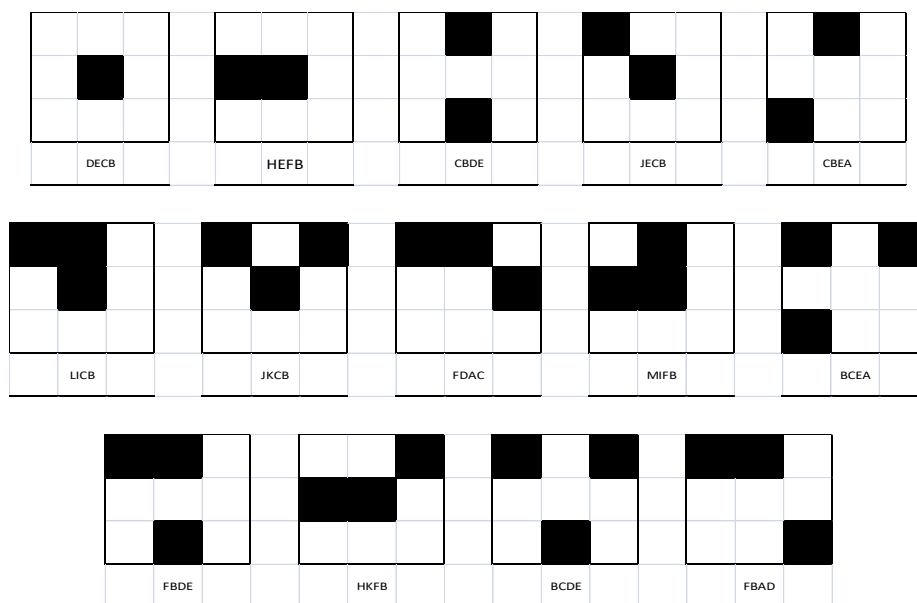 DECB HEFB CBDE JECB CBEA
LICB JKCB FDAC MIFB BCEA
FBDE HKFB BCDE FBAD